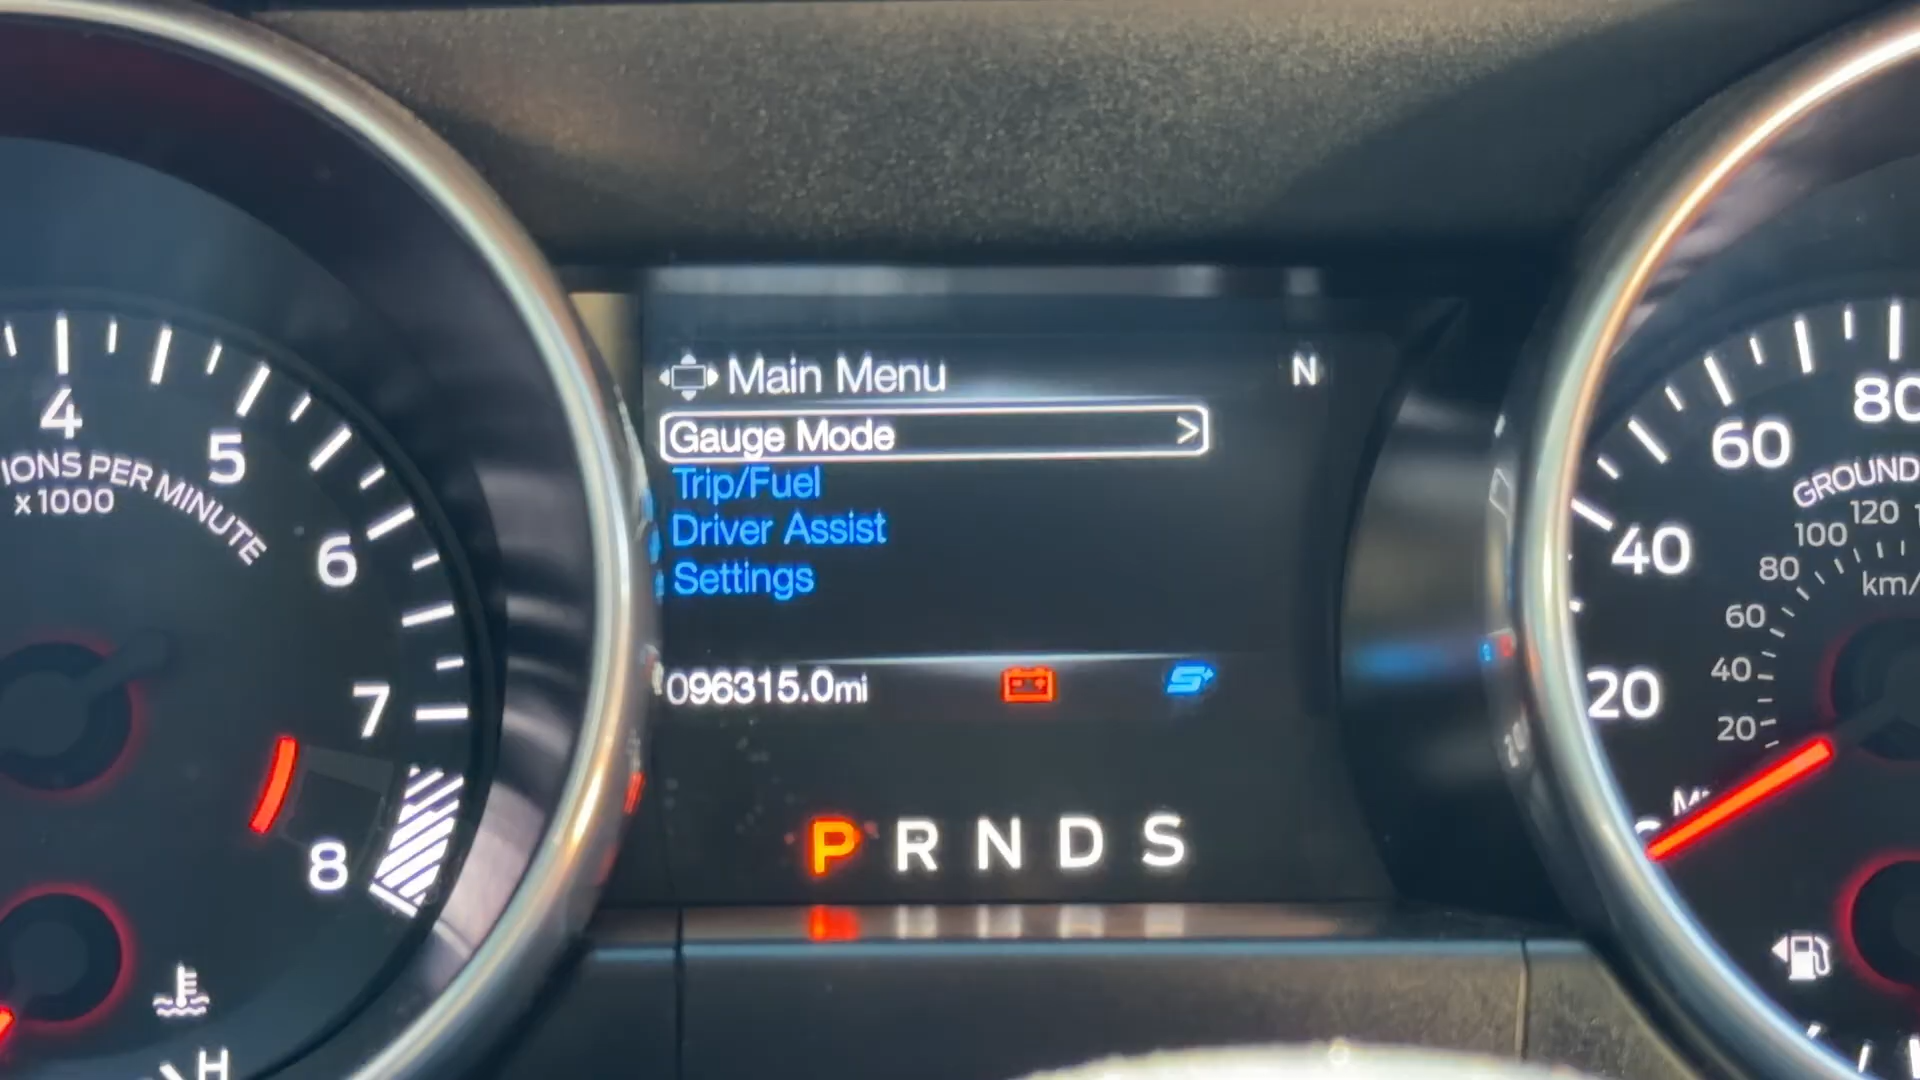 Main Menu
N
Gauge Mode >
Trip/Fuel
Driver Assist
Settings
096315.0mi
S+
P R N D S
4
5
6
7
8
IONS PER MINUTE
x 1000
H
80
60
40
20
GROUND
120
100
80
60
40
20
km/